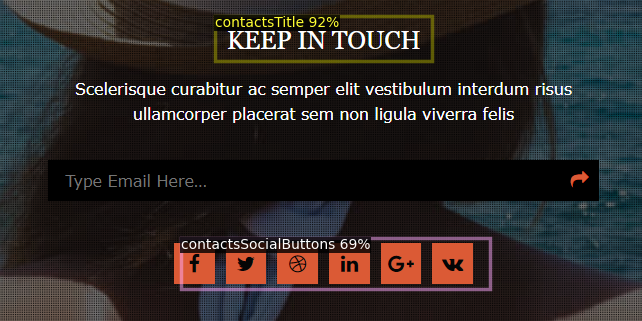 contactsTitle 92%
KEEP IN TOUCH
Scelerisque curabitur ac semper elit vestibulum interdum risus
ullamcorper placerat sem non ligula viverra felis
Type Email Here...
contactsSocialButtons 69%